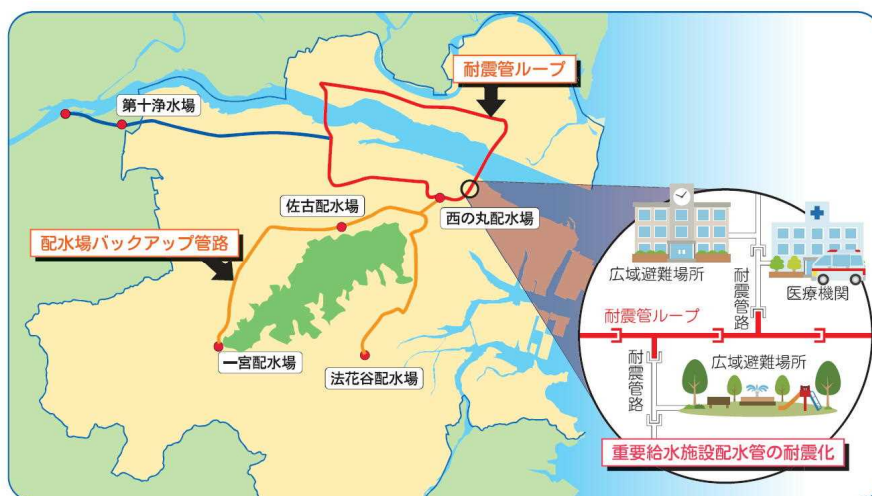 耐震管ループ
第十浄水場
佐古配水場
西の丸配水場
配水場バックアップ管路
一宮配水場
法花谷配水場
広域避難場所
医療機関
耐震管路
耐震管ループ
耐震管路
広域避難場所
重要給水施設配水管の耐震化